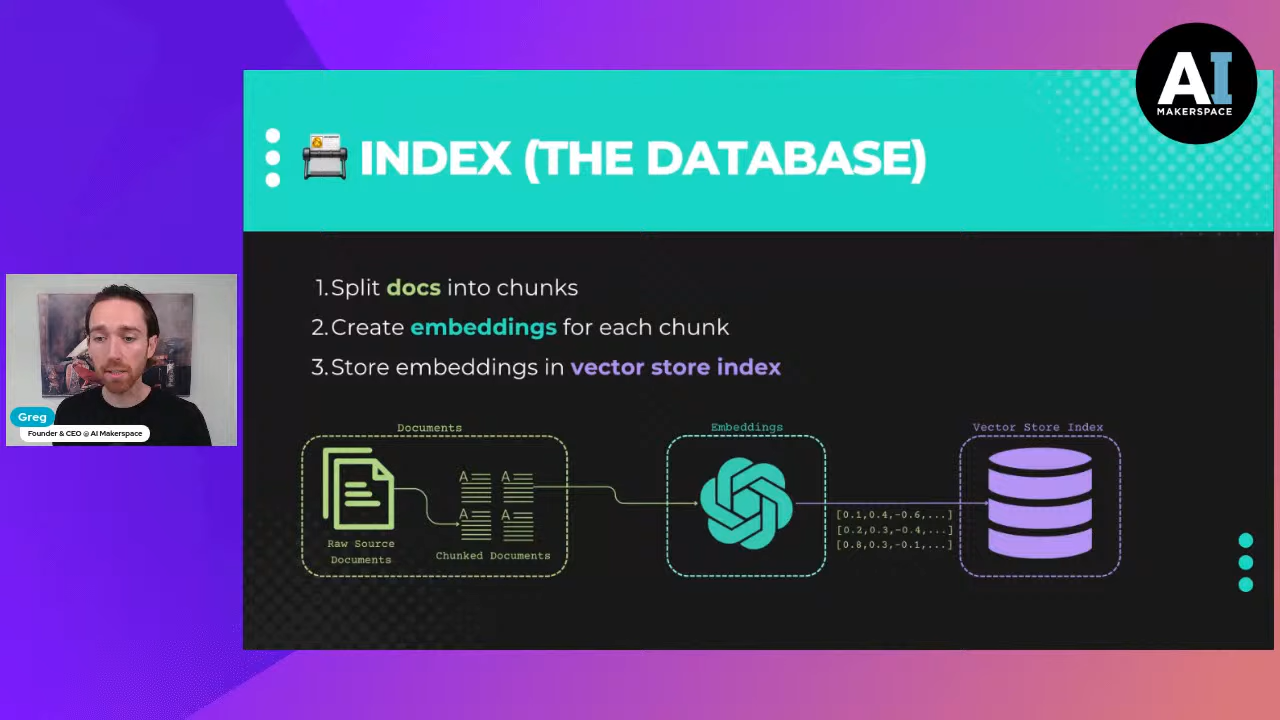 AI
MAKERSPACE
INDEX (THE DATABASE)
1.Split docs into chunks
2.Create embeddings for each chunk
3.Store embeddings in vector store index
Greg
Founder & CEO @ AI Makerspace
Documents
Embeddings
Vector Store Index
A A
A A
Raw Source
Documents
Chunked Documents
[0.1,0.4,-0.6,...]
[0.2,0.3,-0.4,...]
[0.8,0.3,-0.1,...]